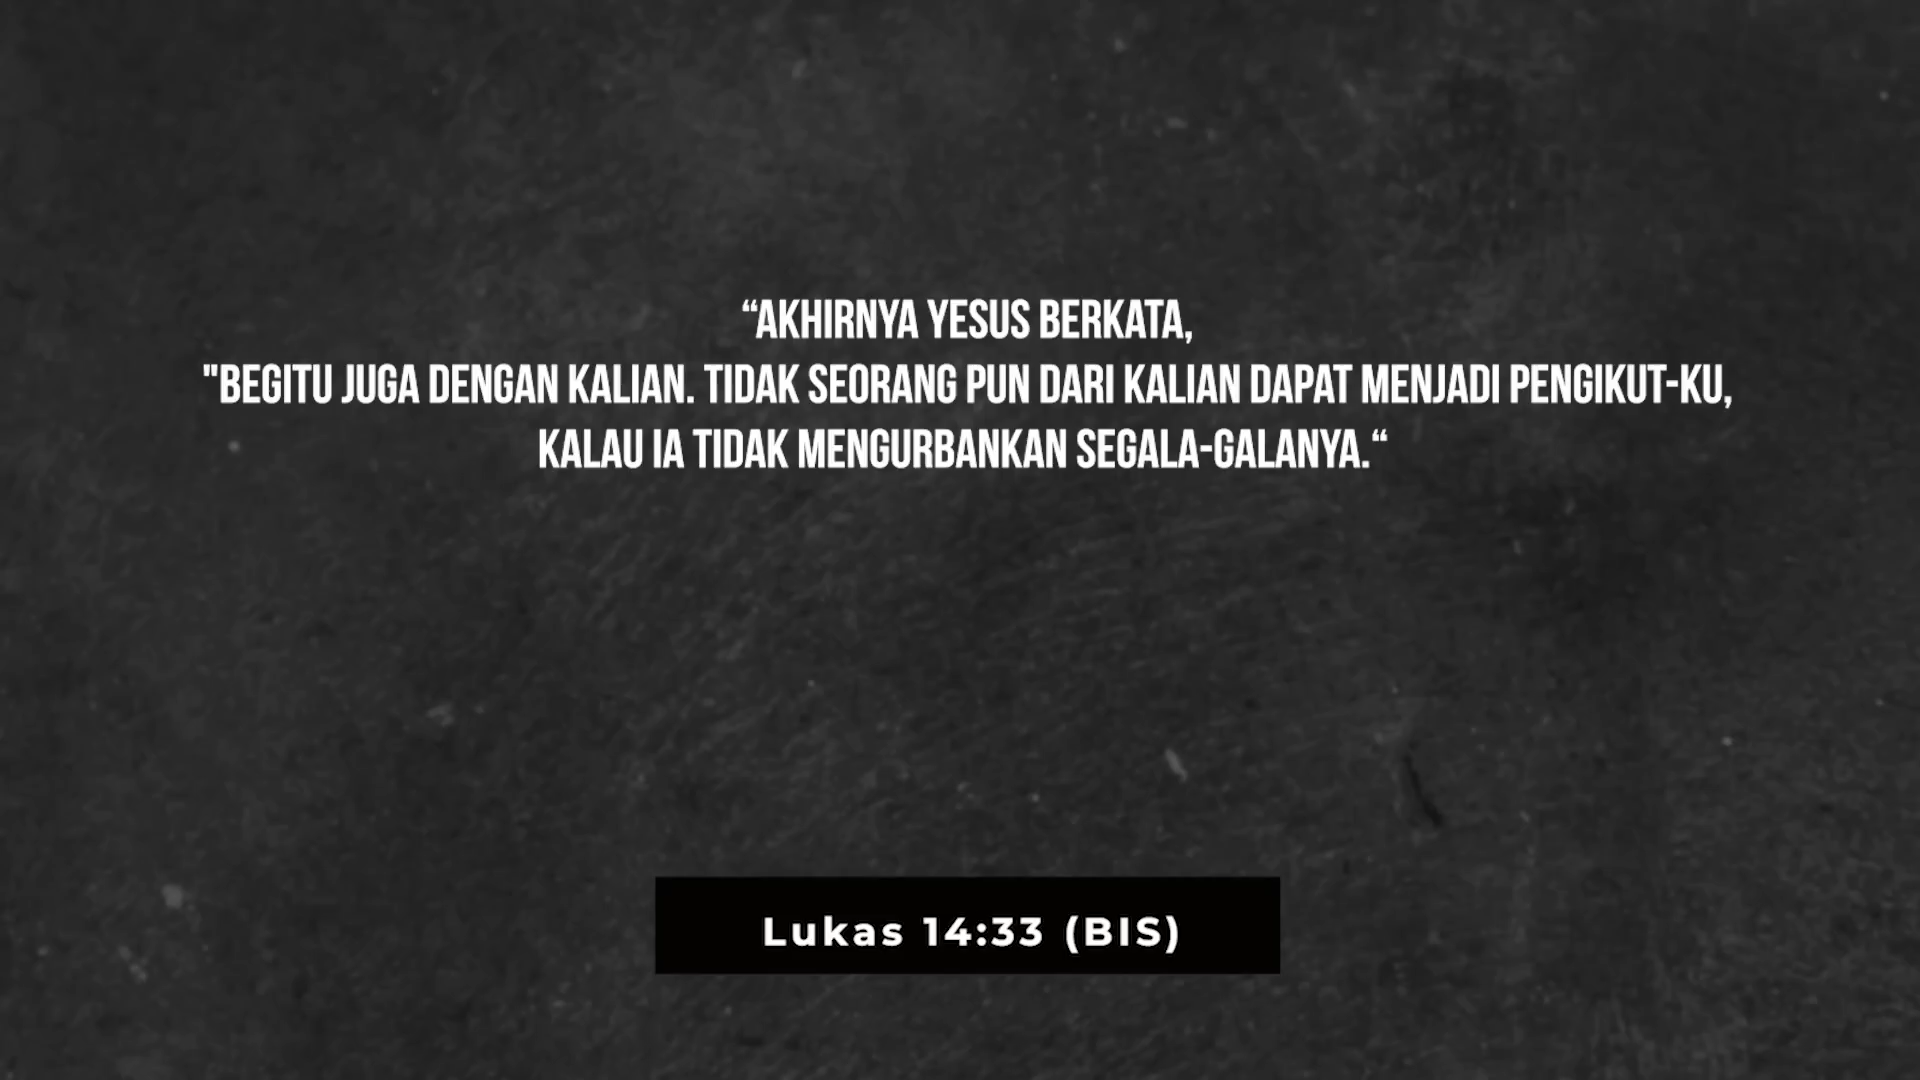 “AKHIRNYA YESUS BERKATA,
"BEGITU JUGA DENGAN KALIAN. TIDAK SEORANG PUN DARI KALIAN DAPAT MENJADI PENGIKUT-KU,
KALAU IA TIDAK MENGURBANKAN SEGALA-GALANYA.“
Lukas 14:33 (BIS)